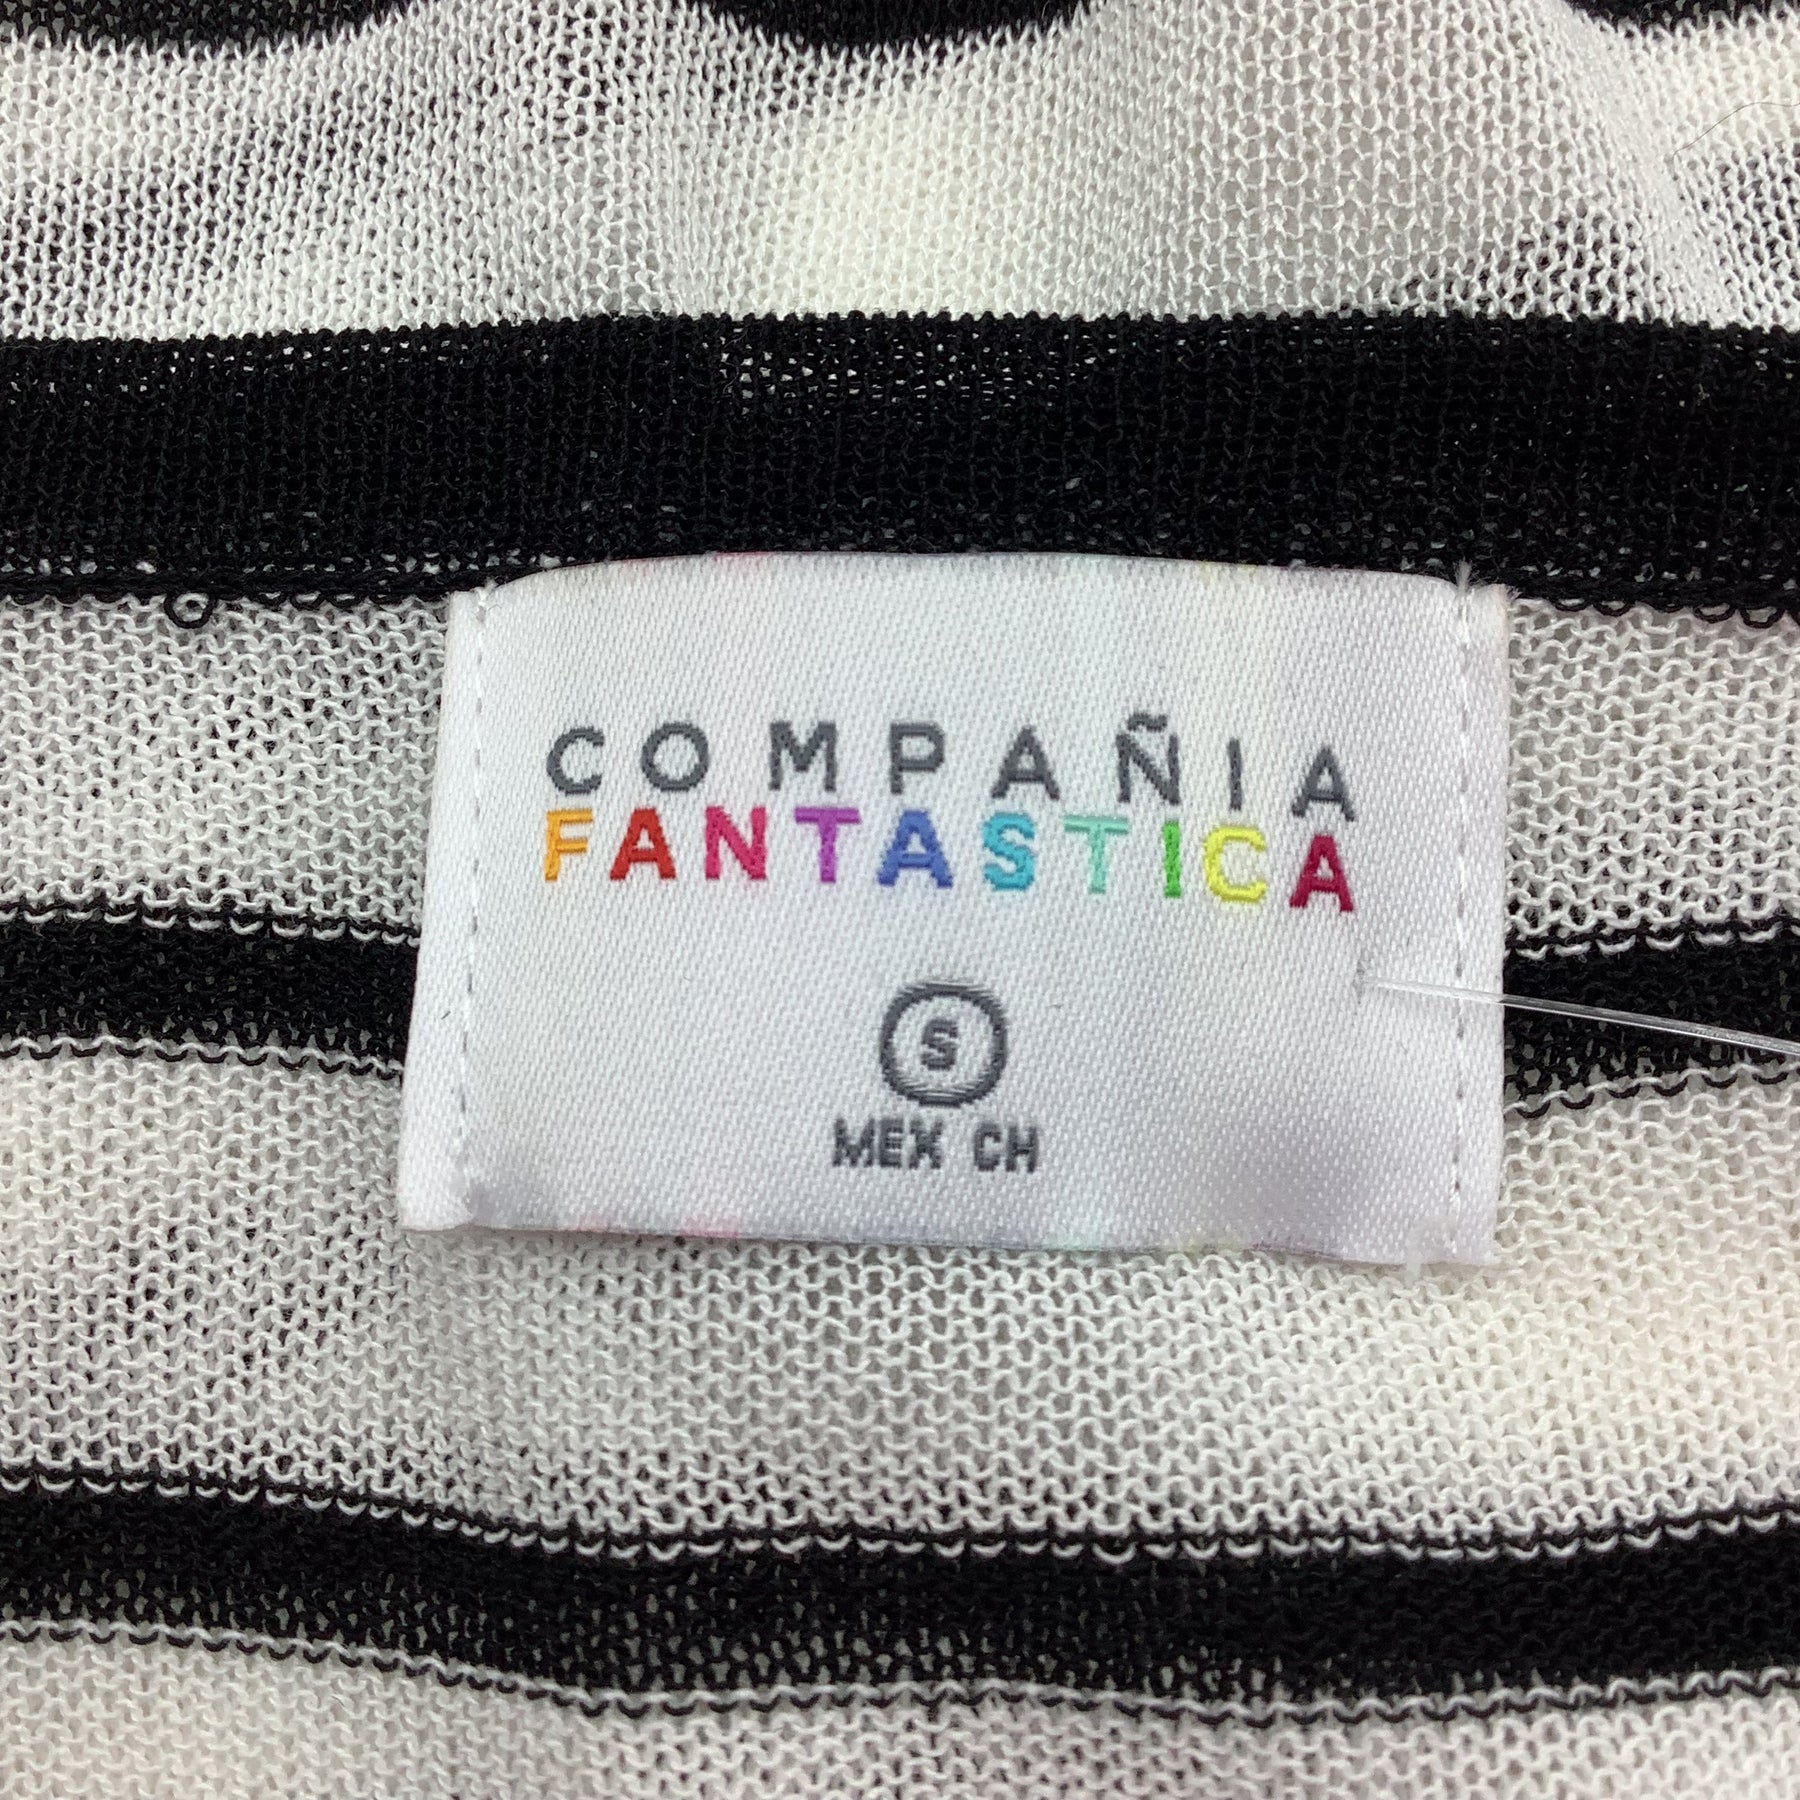 COMPAÑIA
FANTASTICA
S
MEX CH